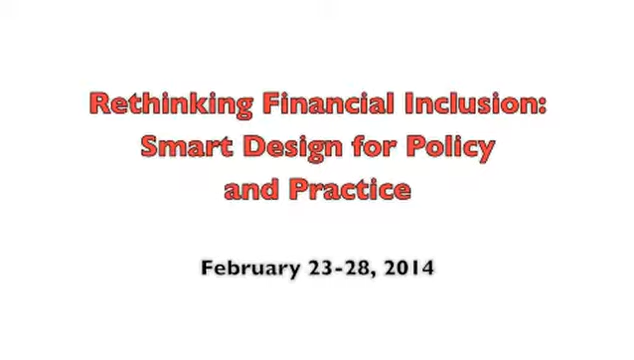 Rethinking Financial Inclusion:
Smart Design for Policy
and Practice
February 23-28, 2014